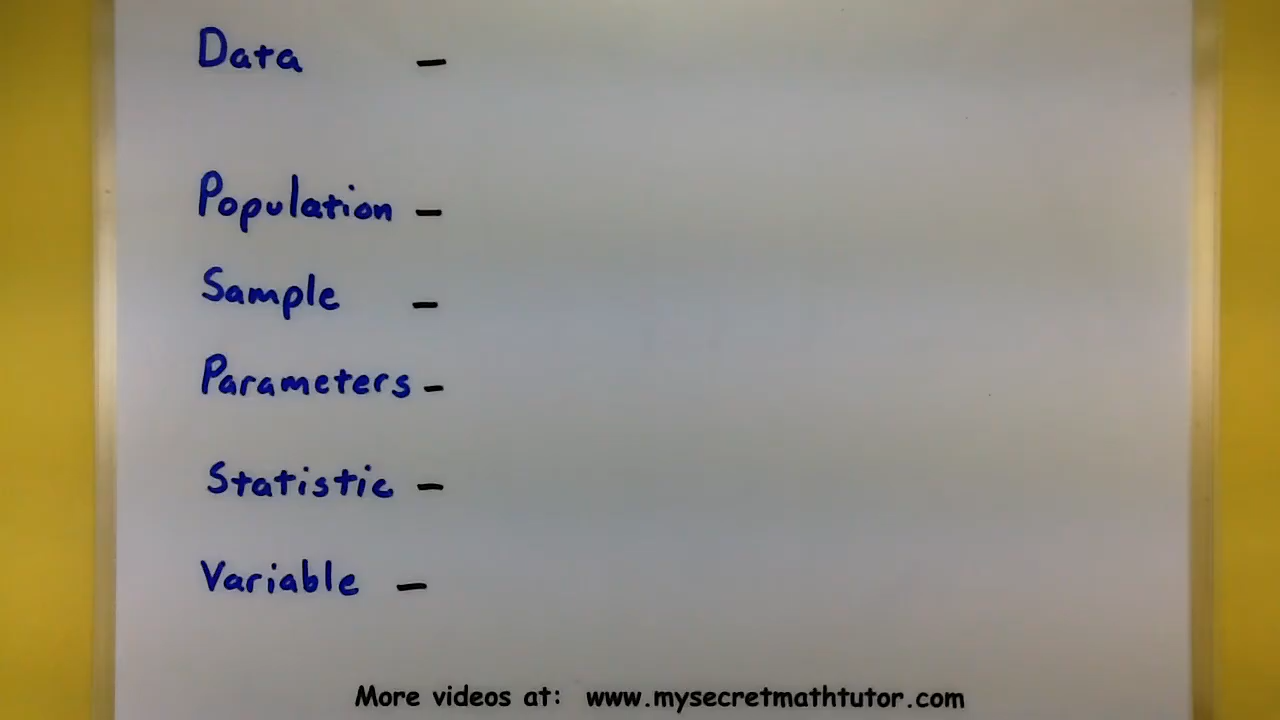 Data –
Population –
Sample –
Parameters –
Statistic –
Variable –
More videos at: www.mysecretmathtutor.com